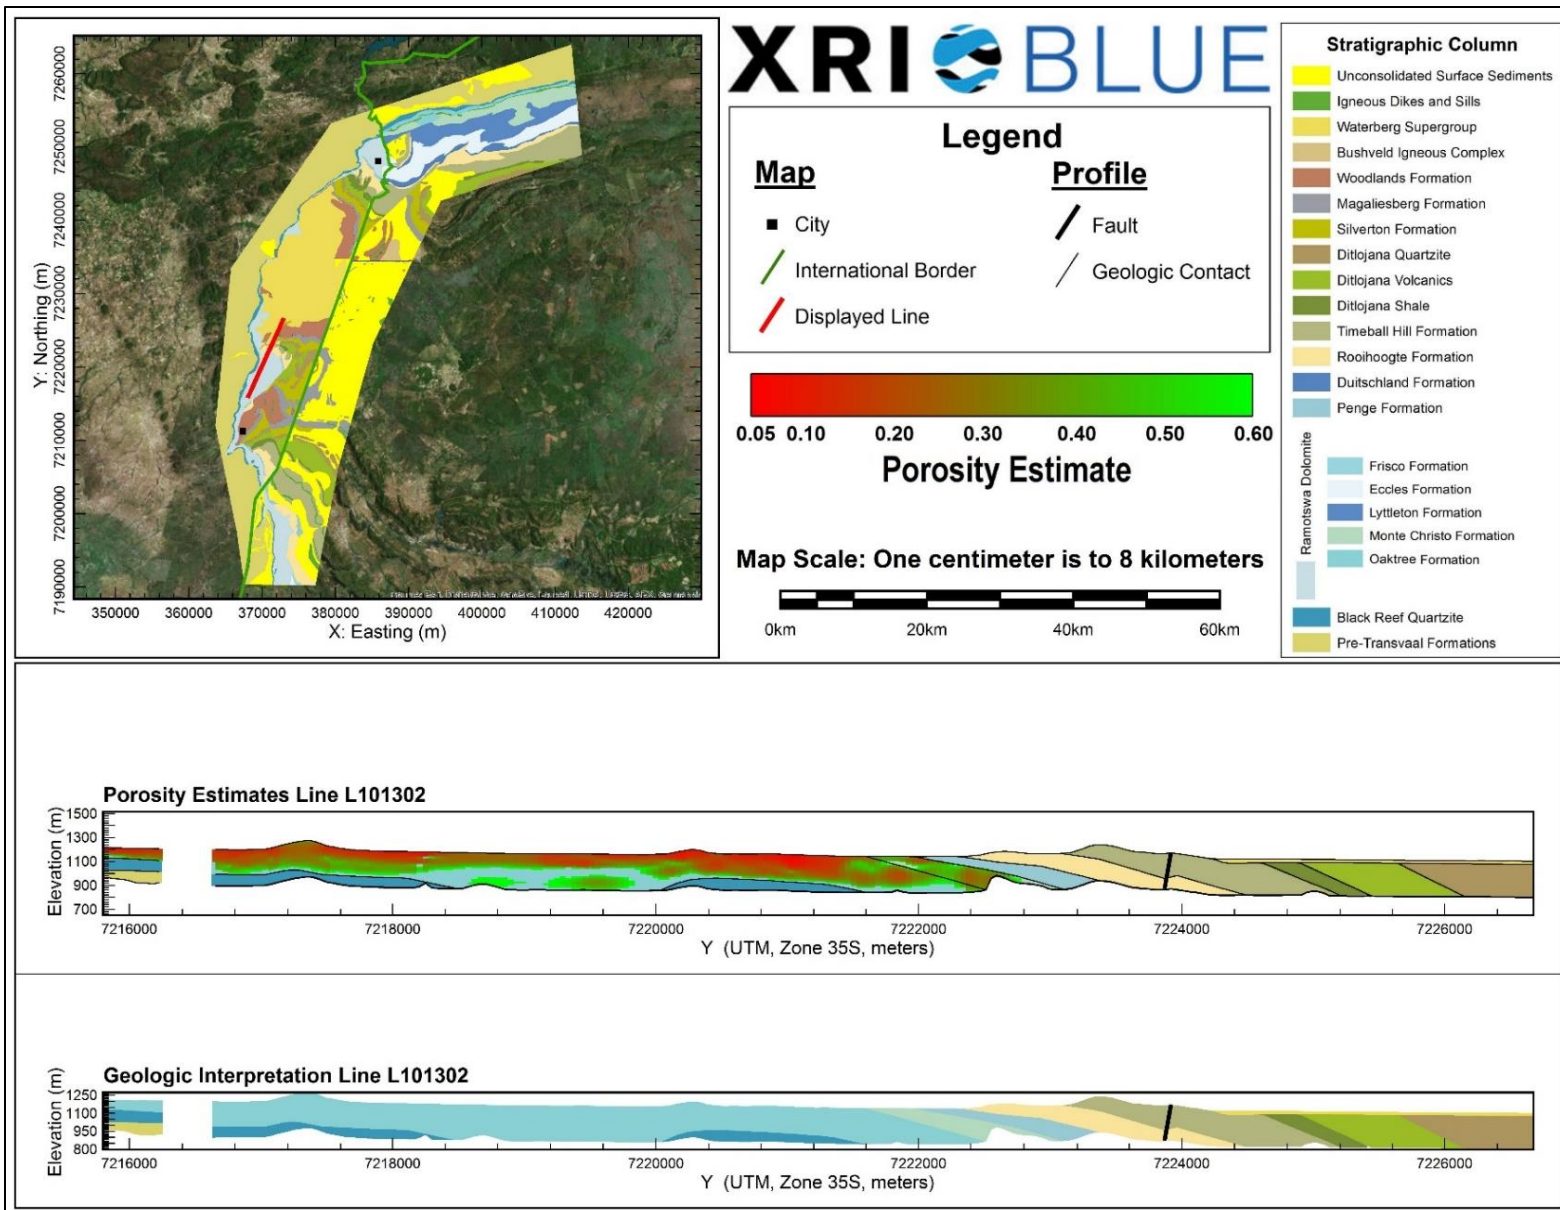 XRI BLUE
7260000
7250000
7240000
7230000
7220000
7210000
7200000
7190000
Y: Northing (m)
350000 360000 370000 380000 390000 400000 410000 420000
X: Easting (m)
Legend
Map
City
International Border
Displayed Line
Profile
Fault
Geologic Contact
0.05 0.10 0.20 0.30 0.40 0.50 0.60
Porosity Estimate
Map Scale: One centimeter is to 8 kilometers
0km 20km 40km 60km
Stratigraphic Column
Unconsolidated Surface Sediments
Igneous Dikes and Sills
Waterberg Supergroup
Bushveld Igneous Complex
Woodlands Formation
Magaliesberg Formation
Silverton Formation
Ditlojana Quartzite
Ditlojana Volcanics
Ditlojana Shale
Timeball Hill Formation
Rooihoogte Formation
Duitschland Formation
Penge Formation
Ramotswa Dolomite
Frisco Formation
Eccles Formation
Lyttleton Formation
Monte Christo Formation
Oaktree Formation
Black Reef Quartzite
Pre-Transvaal Formations
Porosity Estimates Line L101302
Elevation (m)
1500
1300
1100
900
700
7216000 7218000 7220000 7222000 7224000 7226000
Y (UTM, Zone 35S, meters)
Geologic Interpretation Line L101302
Elevation (m)
1250
1100
950
800
7216000 7218000 7220000 7222000 7224000 7226000
Y (UTM, Zone 35S, meters)